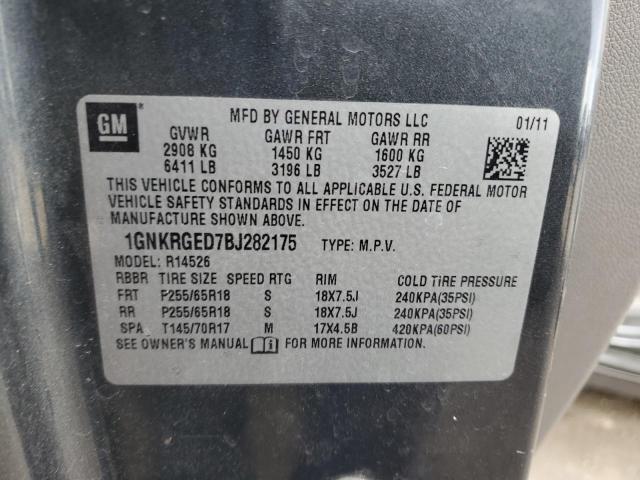 GM
MFD BY GENERAL MOTORS LLC 01/11
GVWR GAWR FRT GAWR RR
2908 KG 1450 KG 1600 KG
6411 LB 3196 LB 3527 LB
THIS VEHICLE CONFORMS TO ALL APPLICABLE U.S. FEDERAL MOTOR
VEHICLE SAFETY STANDARDS IN EFFECT ON THE DATE OF
MANUFACTURE SHOWN ABOVE.
1GNKRGED7BJ282175 TYPE: M.P.V.
MODEL: R14526
RBBR TIRE SIZE SPEED RTG RIM COLD TIRE PRESSURE
FRT P255/65R18 S 18X7.5J 240KPA(35PSI)
RR P255/65R18 S 18X7.5J 240KPA(35PSI)
SPA T145/70R17 M 17X4.5B 420KPA(60PSI)
SEE OWNER'S MANUAL FOR MORE INFORMATION.